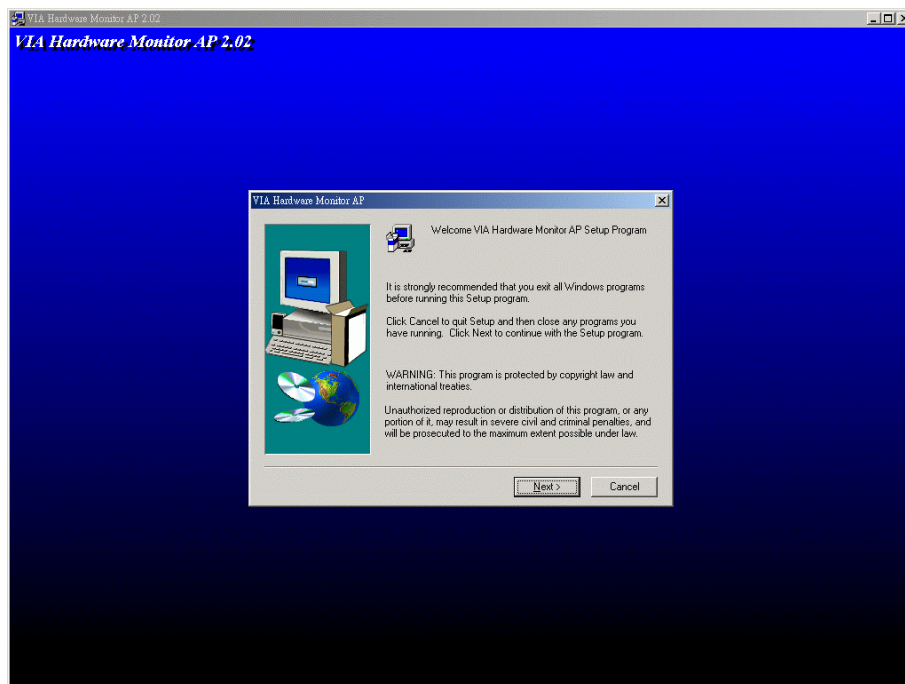 VIA Hardware Monitor AP 2.02
VIA Hardware Monitor AP 2.02
VIA Hardware Monitor AP
Welcome VIA Hardware Monitor AP Setup Program
It is strongly recommended that you exit all Windows programs
before running this Setup program.
Click Cancel to quit Setup and then close any programs you
have running. Click Next to continue with the Setup program.
WARNING: This program is protected by copyright law and
international treaties.
Unauthorized reproduction or distribution of this program, or any
portion of it, may result in severe civil and criminal penalties, and
will be prosecuted to the maximum extent possible under law.
Next >
Cancel